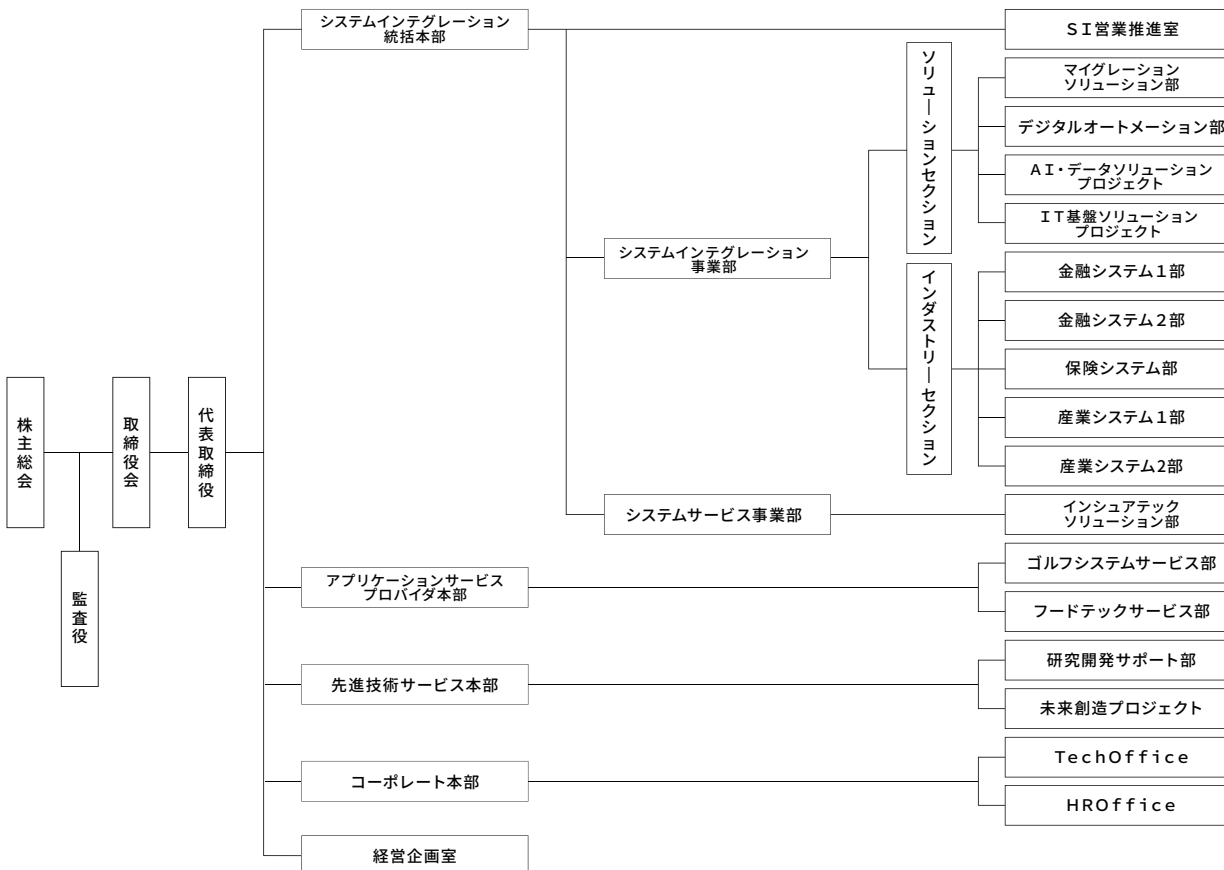 株主総会
監査役
取締役会
代表取締役
システムインテグレーション
統括本部
ＳＩ営業推進室
システムインテグレーション
事業部
ソリューションセクション
マイグレーション
ソリューション部
デジタルオートメーション部
ＡＩ・データソリューション
プロジェクト
ＩＴ基盤ソリューション
プロジェクト
インダストリーセクション
金融システム１部
金融システム２部
保険システム部
産業システム１部
産業システム2部
システムサービス事業部
インシュアテック
ソリューション部
アプリケーションサービス
プロバイダ本部
ゴルフシステムサービス部
フードテックサービス部
先進技術サービス本部
研究開発サポート部
未来創造プロジェクト
コーポレート本部
ＴｅｃｈＯｆｆｉｃｅ
ＨＲＯｆｆｉｃｅ
経営企画室